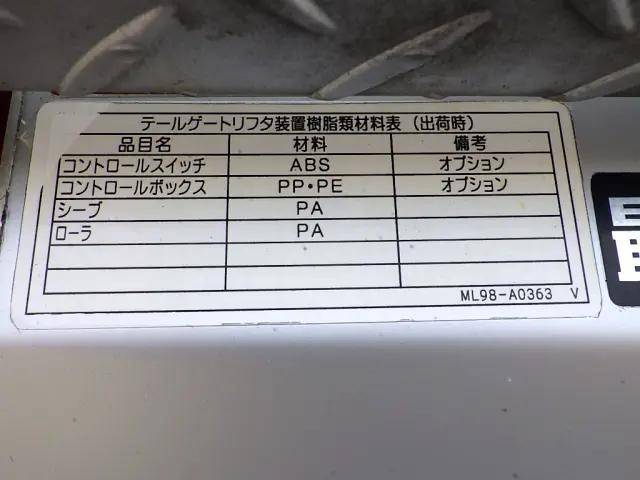 テールゲートリフタ装置樹脂類材料表（出荷時）
品目名 材料 備考
コントロールスイッチ ABS オプション
コントロールボックス PP・PE オプション
シーブ PA
ローラ PA
ML98-A0363 V